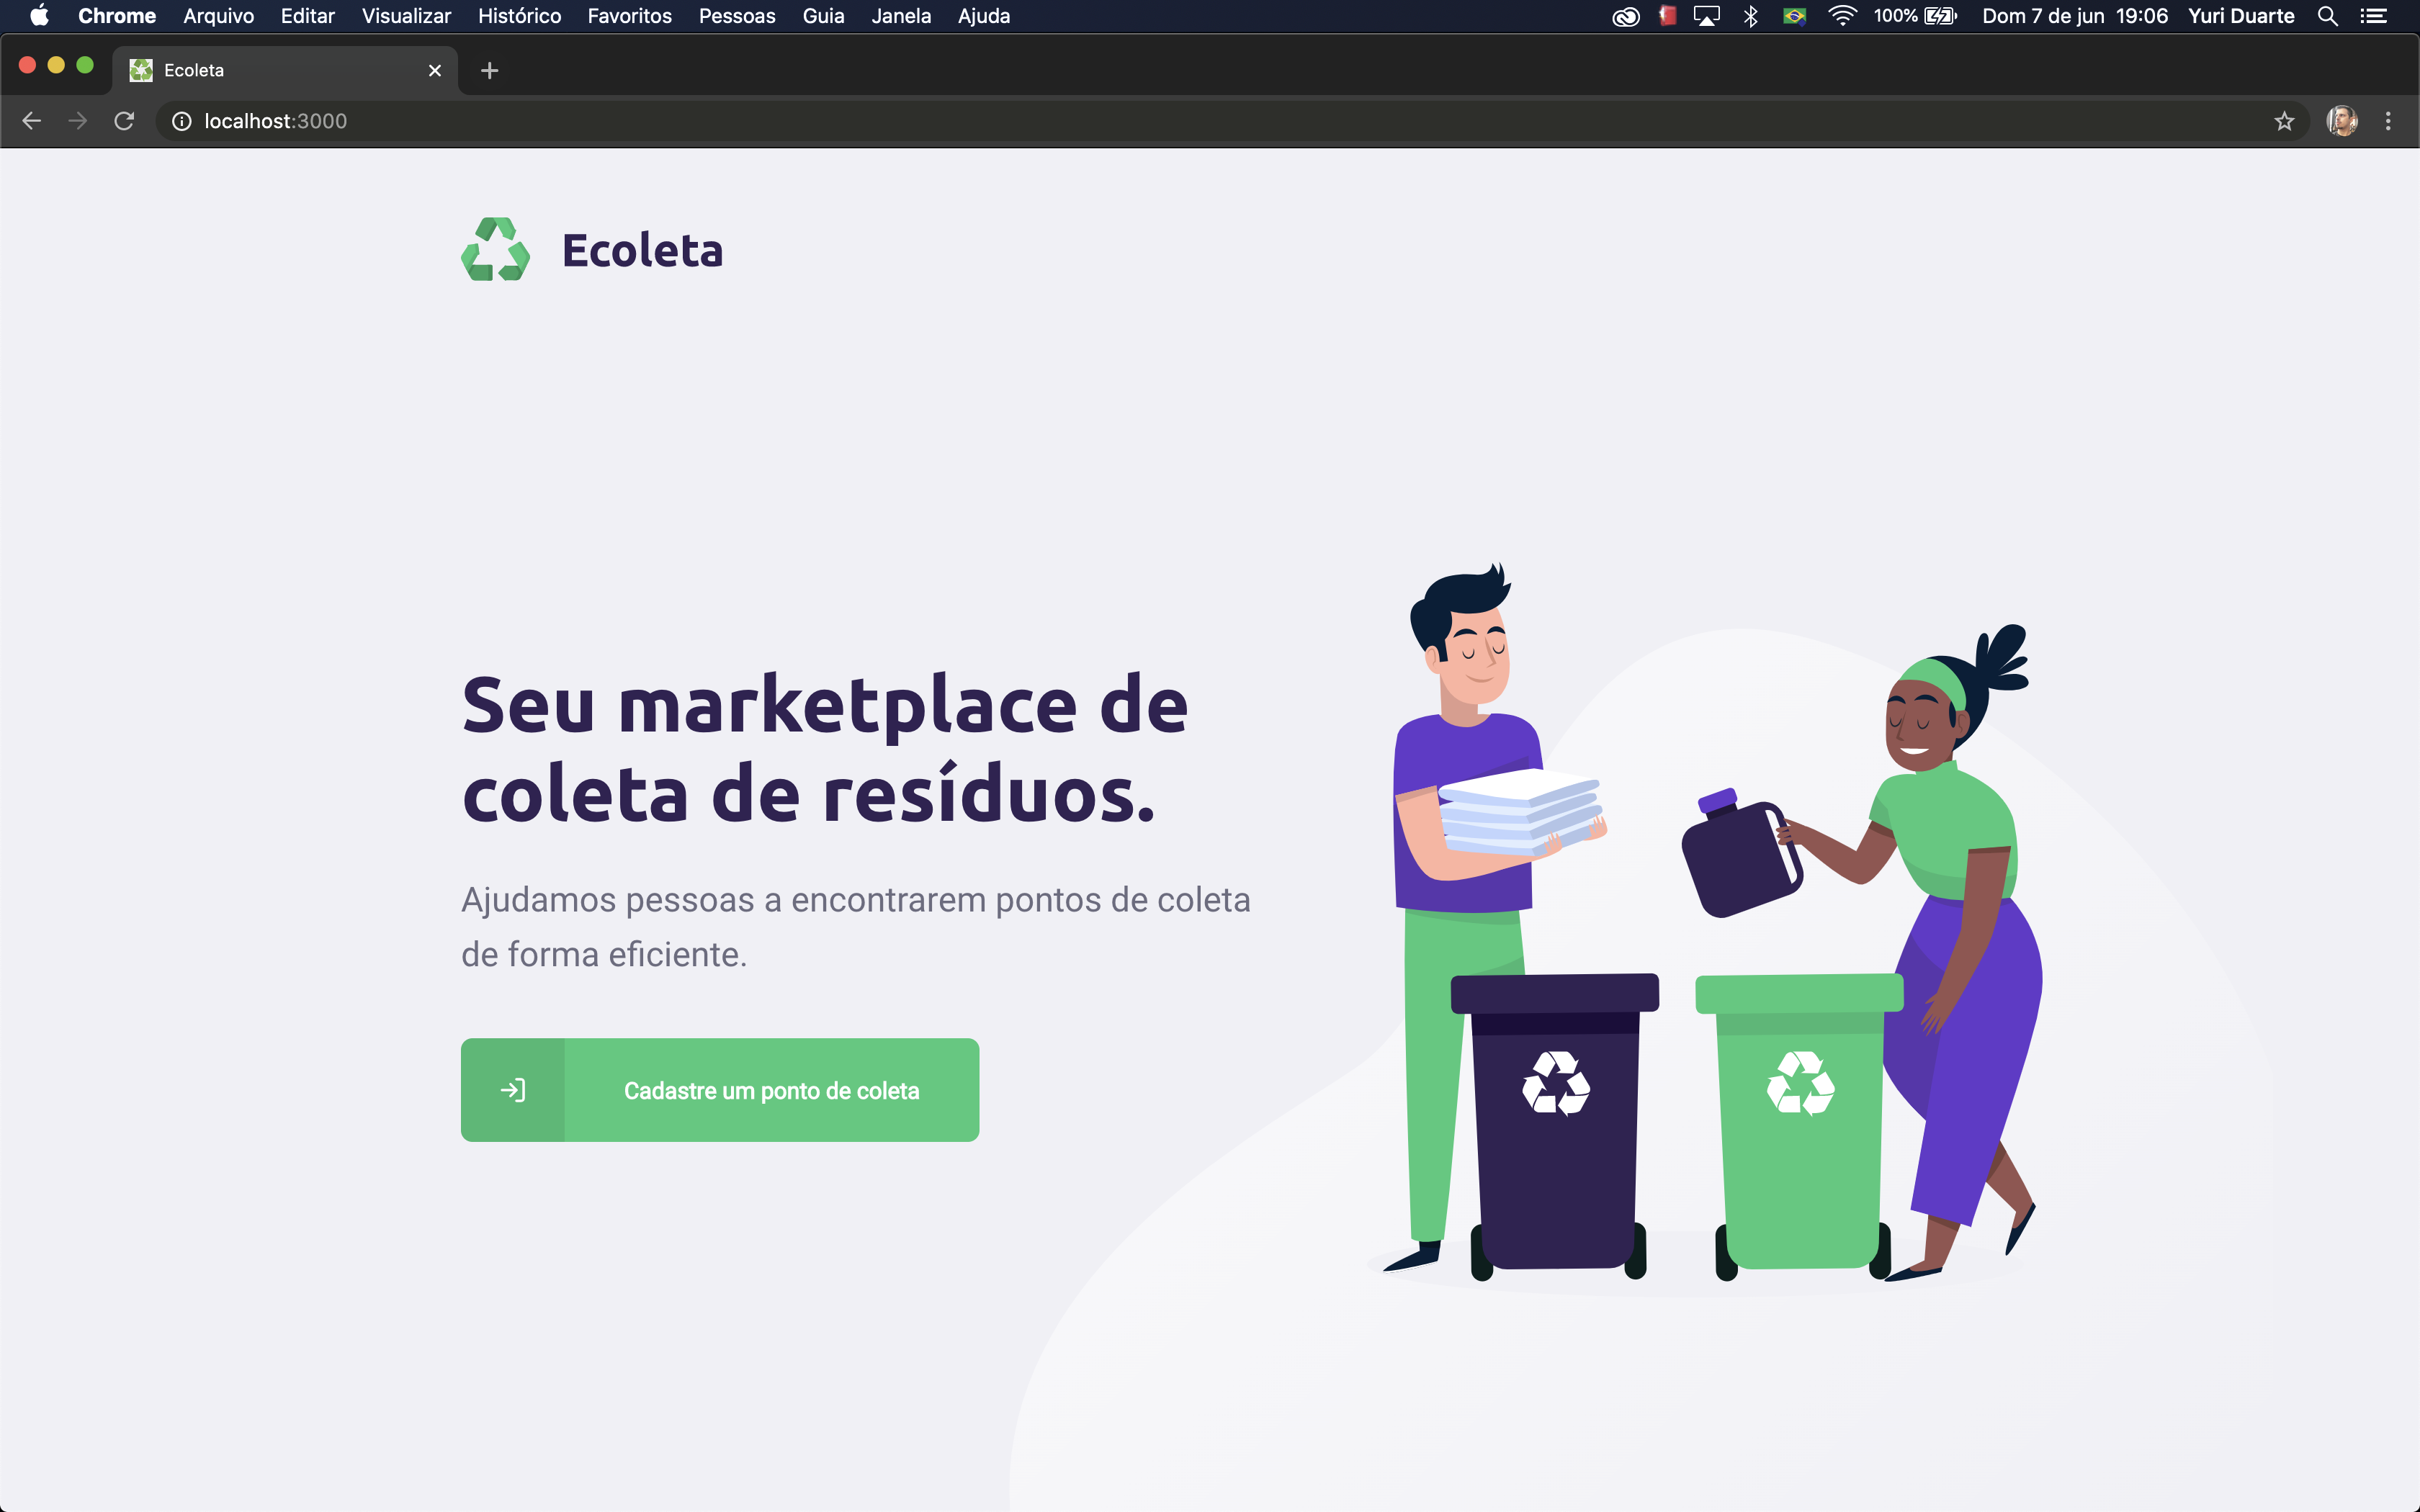 Chrome Arquivo Editar Visualizar Histórico Favoritos Pessoas Guia Janela Ajuda 100% Dom 7 de jun 19:06 Yuri Duarte
Ecoleta
localhost:3000
Ecoleta
Seu marketplace de
coleta de resíduos.
Ajudamos pessoas a encontrarem pontos de coleta
de forma eficiente.
Cadastre um ponto de coleta